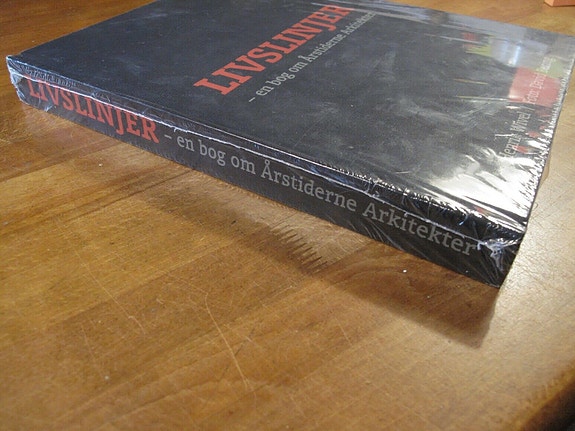 LIVSLINJER
– en bog om Årstiderne Arkitekter
LIVSLINJER – en bog om Årstiderne Arkitekter